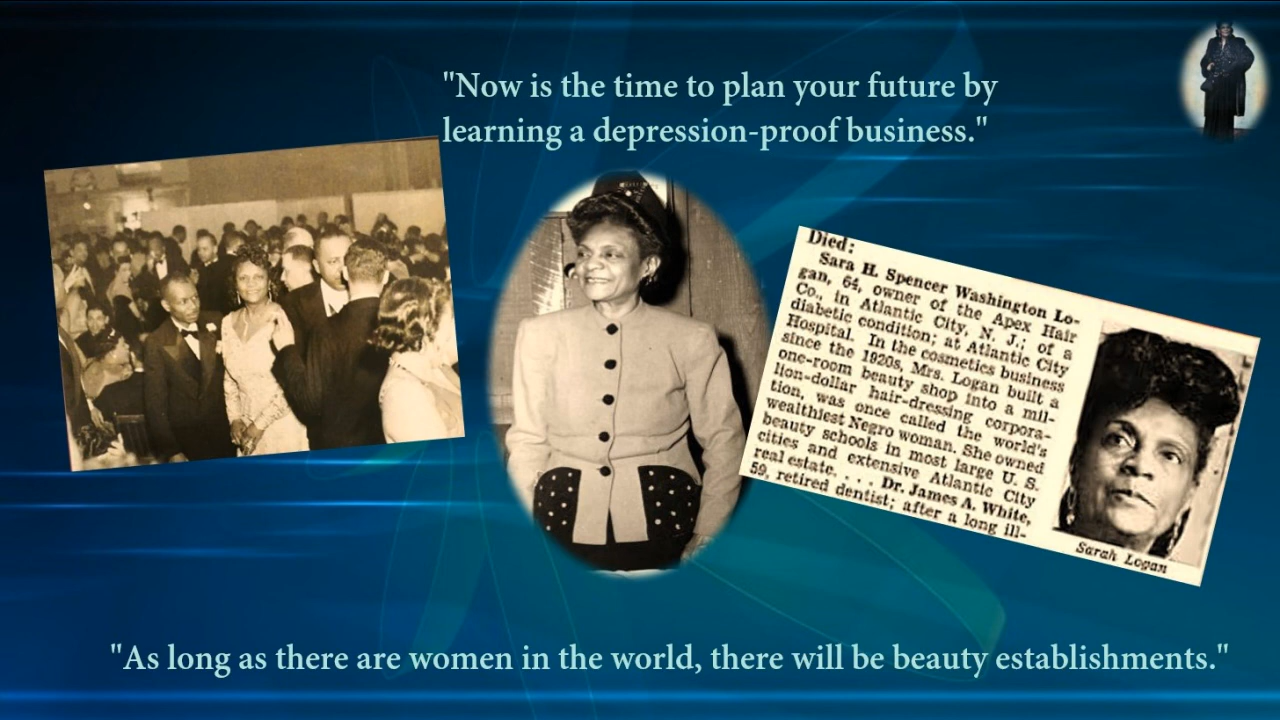 "Now is the time to plan your future by
learning a depression-proof business."
Died:
Sara H. Spencer Washington Lo-
gan, 64, owner of the Apex Hair
Co., in Atlantic City, N. J.; of a
diabetic condition; at Atlantic City
Hospital. In the cosmetics business
since the 1920s, Mrs. Logan built a
one-room beauty shop into a mil-
lion-dollar hair-dressing corpora-
tion, was once called the world's
wealthiest Negro woman. She owned
beauty schools in most large U. S.
cities and extensive Atlantic City
real estate. . . . Dr. James A. White,
59, retired dentist; after a long ill-
Sarah Logan
"As long as there are women in the world, there will be beauty establishments."